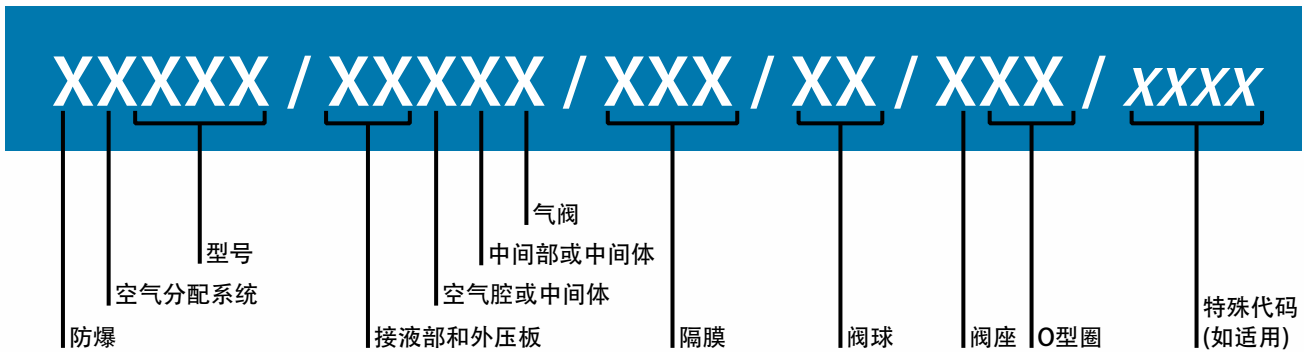 XXXXX / XXXXX / XXX / XX / XXX / XXXX
气阀
型号
中间部或中间体
空气分配系统
空气腔或中间体
防爆
接液部和外压板
隔膜
阀球
阀座
O型圈
特殊代码
(如适用)